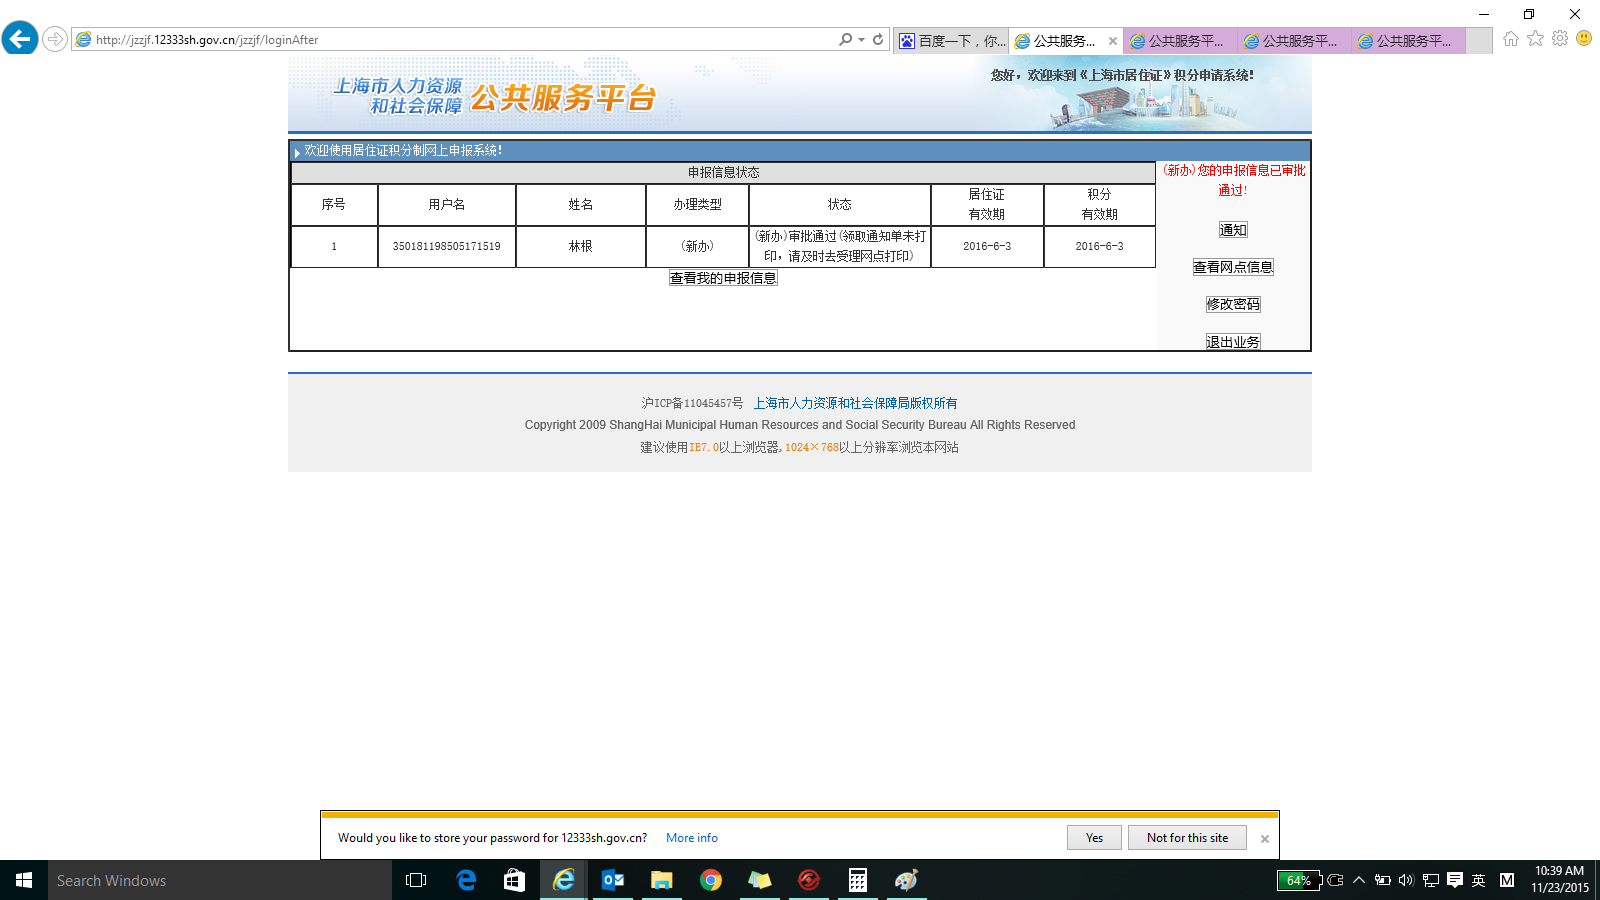 http://jzzjf.12333sh.gov.cn/jzzjf/loginAfter
百度一下，你...
公共服务...
公共服务平...
公共服务平...
公共服务平...
上海市人力资源
和社会保障
公共服务平台
您好，欢迎来到《上海市居住证》积分申请系统！
欢迎使用居住证积分制网上申报系统！
申报信息状态
序号 用户名 姓名 办理类型 状态 居住证 有效期 积分 有效期
1 350181198505171519 林根 (新办) (新办)审批通过(领取通知单未打印，请及时去受理网点打印) 2016-6-3 2016-6-3
查看我的申报信息
(新办)您的申报信息已审批
通过!
通知
查看网点信息
修改密码
退出业务
沪ICP备11045457号 上海市人力资源和社会保障局版权所有
Copyright 2009 ShangHai Municipal Human Resources and Social Security Bureau All Rights Reserved
建议使用IE7.0以上浏览器,1024×768以上分辨率浏览本网站
Would you like to store your password for 12333sh.gov.cn? More info Yes Not for this site
Search Windows
64%
英
M
10:39 AM
11/23/2015